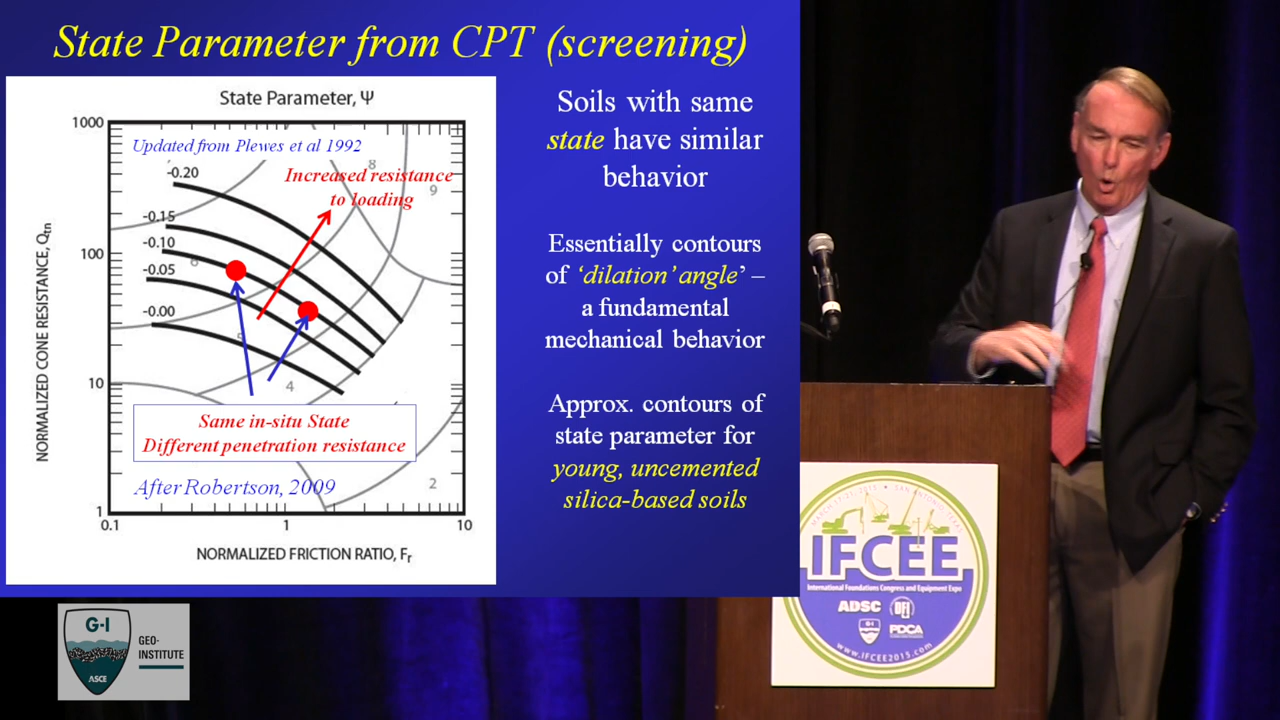 State Parameter from CPT (screening)
State Parameter, Ψ
1000
Updated from Plewes et al 1992
-0.20
8
Increased resistance
to loading
9
-0.15
-0.10
-0.05
-0.00
100
10
1
4
2
Same in-situ State
Different penetration resistance
After Robertson, 2009
0.1
1
10
NORMALIZED CONE RESISTANCE, Qtn
NORMALIZED FRICTION RATIO, Fr
Soils with same
state have similar
behavior
Essentially contours
of ‘dilation’ angle’ –
a fundamental
mechanical behavior
Approx. contours of
state parameter for
young, uncemented
silica-based soils
G-I
ASCE
GEO-
INSTITUTE
IFCEE
International Foundations Congress and Equipment Expo
ADSC
DFI
PDCA
www.IFCEE2015.com